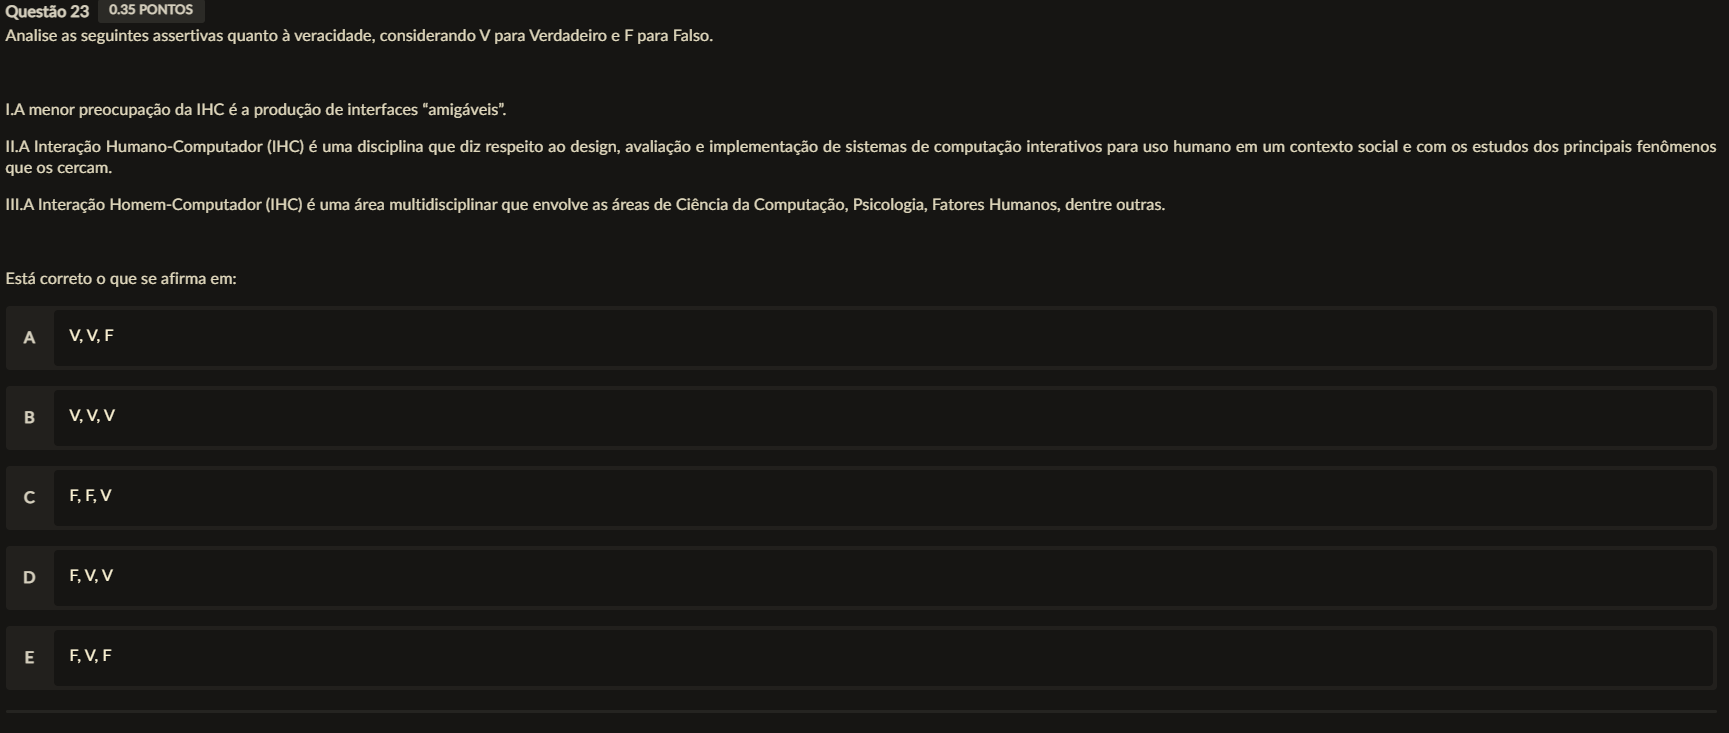 Questão 23 0.35 PONTOS
Analise as seguintes assertivas quanto à veracidade, considerando V para Verdadeiro e F para Falso.
I.A menor preocupação da IHC é a produção de interfaces “amigáveis”.
II.A Interação Humano-Computador (IHC) é uma disciplina que diz respeito ao design, avaliação e implementação de sistemas de computação interativos para uso humano em um contexto social e com os estudos dos principais fenômenos
que os cercam.
III.A Interação Homem-Computador (IHC) é uma área multidisciplinar que envolve as áreas de Ciência da Computação, Psicologia, Fatores Humanos, dentre outras.
Está correto o que se afirma em:
A V, V, F
B V, V, V
C F, F, V
D F, V, V
E F, V, F